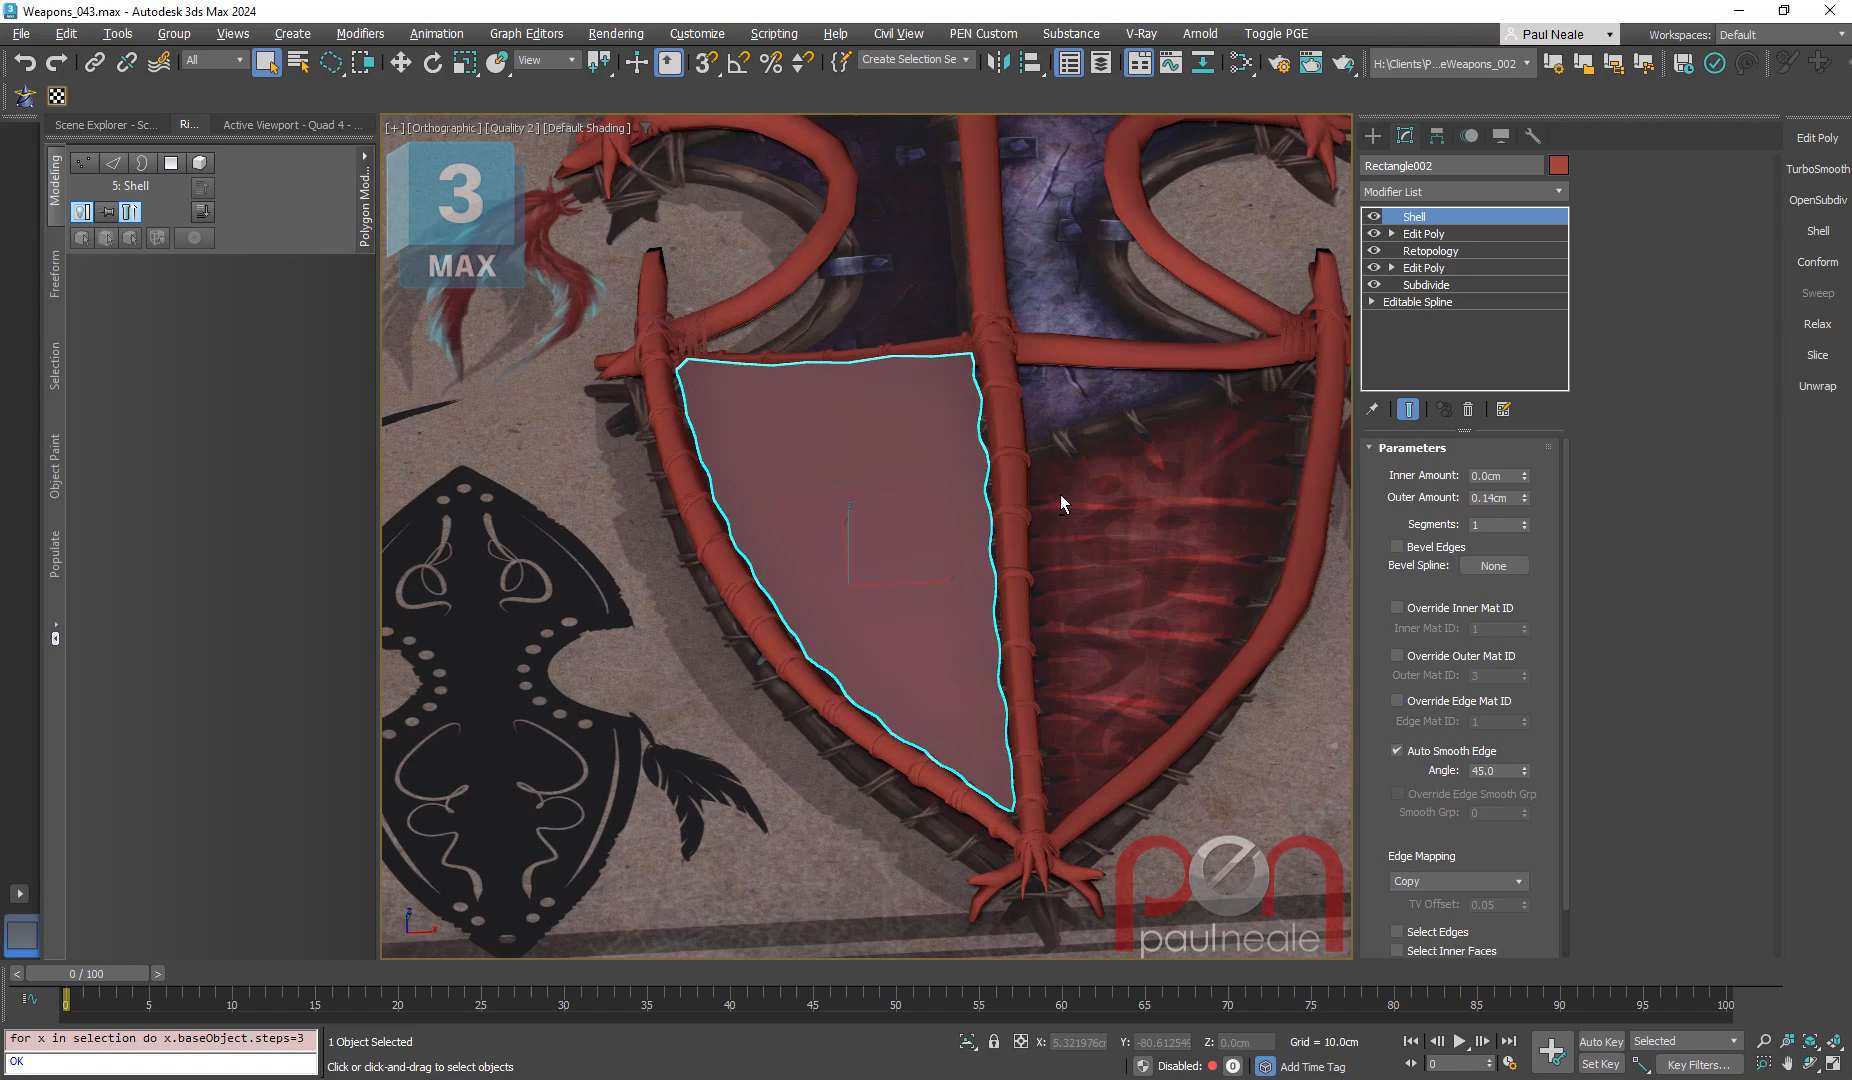 Weapons_043.max - Autodesk 3ds Max 2024
File Edit Tools Group Views Create Modifiers Animation Graph Editors Rendering Customize Scripting Help Civil View PEN Custom Substance V-Ray Arnold Toggle PGE
Paul Neale
Workspaces: Default
All
View
Create Selection Se
H:\Clients\P...eWeapons_002
Scene Explorer - Sc...
Ri...
Active Viewport - Quad 4 - ...
[+] [Orthographic ] [Quality 2 ] [Default Shading ]
Modeling
Freeform
Selection
Object Paint
Populate
5: Shell
Polygon Mod...
3
MAX
Rectangle002
Modifier List
Shell
Edit Poly
Retopology
Edit Poly
Subdivide
Editable Spline
Edit Poly
TurboSmooth
OpenSubdiv
Shell
Conform
Sweep
Relax
Slice
Unwrap
Parameters
Inner Amount: 0.0cm
Outer Amount: 0.14cm
Segments: 1
Bevel Edges
Bevel Spline: None
Override Inner Mat ID
Inner Mat ID: 1
Override Outer Mat ID
Outer Mat ID: 3
Override Edge Mat ID
Edge Mat ID: 1
Auto Smooth Edge
Angle: 45.0
Override Edge Smooth Grp
Smooth Grp: 0
Edge Mapping
Copy
TV Offset: 0.05
Select Edges
Select Inner Faces
pen
paulneale
< 0 / 100 >
0 5 10 15 20 25 30 35 40 45 50 55 60 65 70 75 80 85 90 95 100
for x in selection do x.baseObject.steps=3
OK
1 Object Selected
Click or click-and-drag to select objects
X: 5.321976cm Y: -80.612549 Z: 0.0cm Grid = 10.0cm
Disabled: 0 Add Time Tag
0
Auto Key
Set Key
Selected
Key Filters...